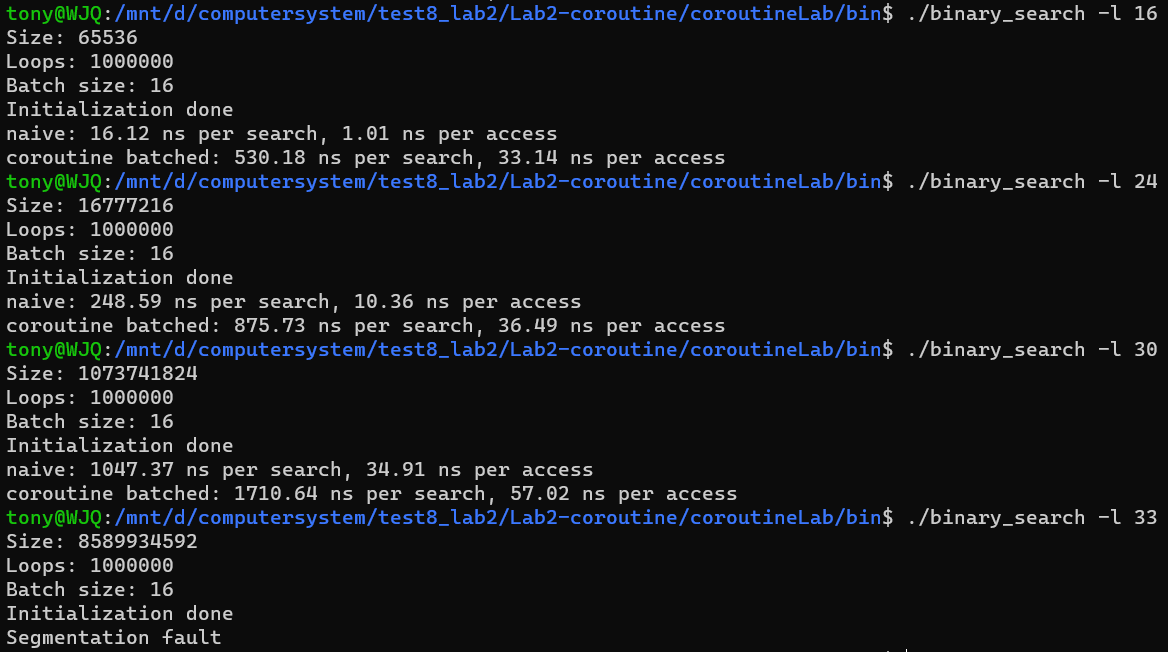 tony@WJQ:/mnt/d/computersystem/test8_lab2/Lab2-coroutine/coroutineLab/bin$ ./binary_search -l 16
Size: 65536
Loops: 1000000
Batch size: 16
Initialization done
naive: 16.12 ns per search, 1.01 ns per access
coroutine batched: 530.18 ns per search, 33.14 ns per access
tony@WJQ:/mnt/d/computersystem/test8_lab2/Lab2-coroutine/coroutineLab/bin$ ./binary_search -l 24
Size: 16777216
Loops: 1000000
Batch size: 16
Initialization done
naive: 248.59 ns per search, 10.36 ns per access
coroutine batched: 875.73 ns per search, 36.49 ns per access
tony@WJQ:/mnt/d/computersystem/test8_lab2/Lab2-coroutine/coroutineLab/bin$ ./binary_search -l 30
Size: 1073741824
Loops: 1000000
Batch size: 16
Initialization done
naive: 1047.37 ns per search, 34.91 ns per access
coroutine batched: 1710.64 ns per search, 57.02 ns per access
tony@WJQ:/mnt/d/computersystem/test8_lab2/Lab2-coroutine/coroutineLab/bin$ ./binary_search -l 33
Size: 8589934592
Loops: 1000000
Batch size: 16
Initialization done
Segmentation fault